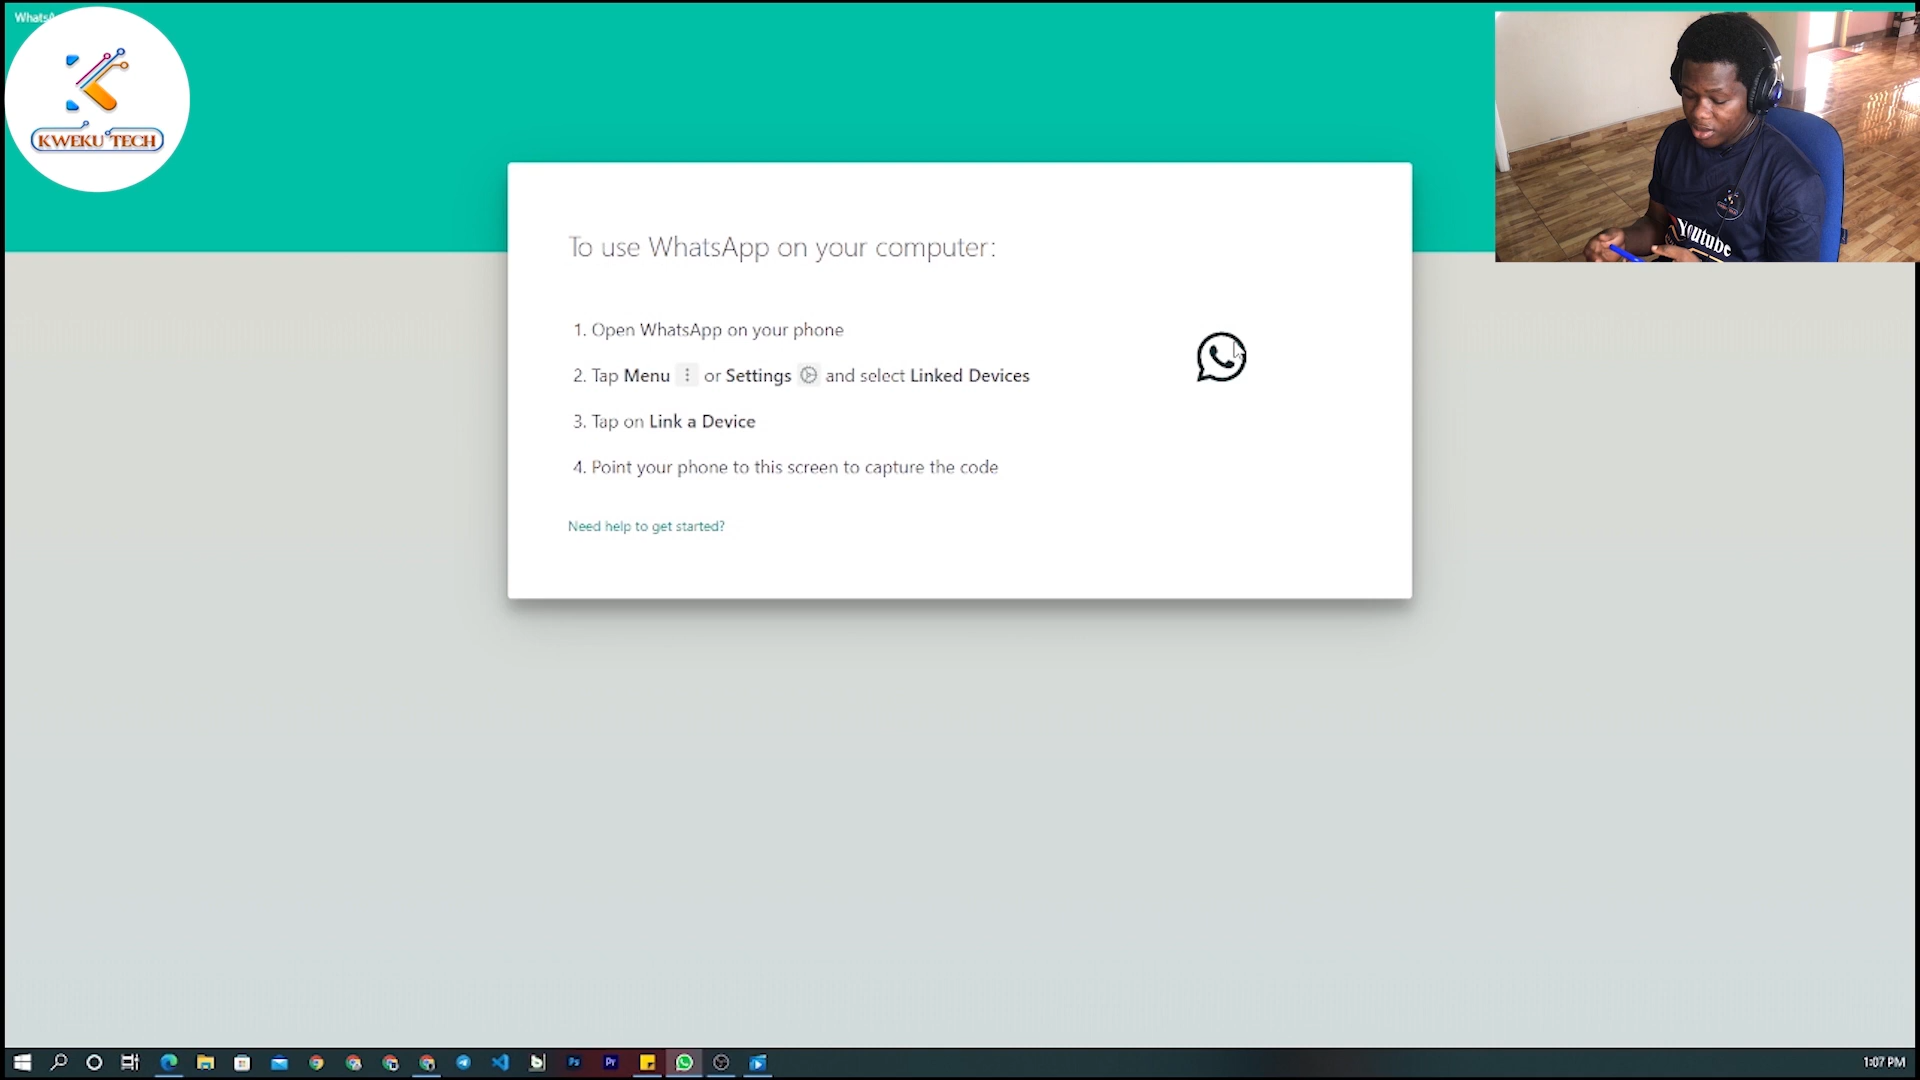 KWEKU TECH
To use WhatsApp on your computer:
1. Open WhatsApp on your phone
2. Tap Menu or Settings and select Linked Devices
3. Tap on Link a Device
4. Point your phone to this screen to capture the code
Need help to get started?
Youtube
Ps
Pr
1:07 PM